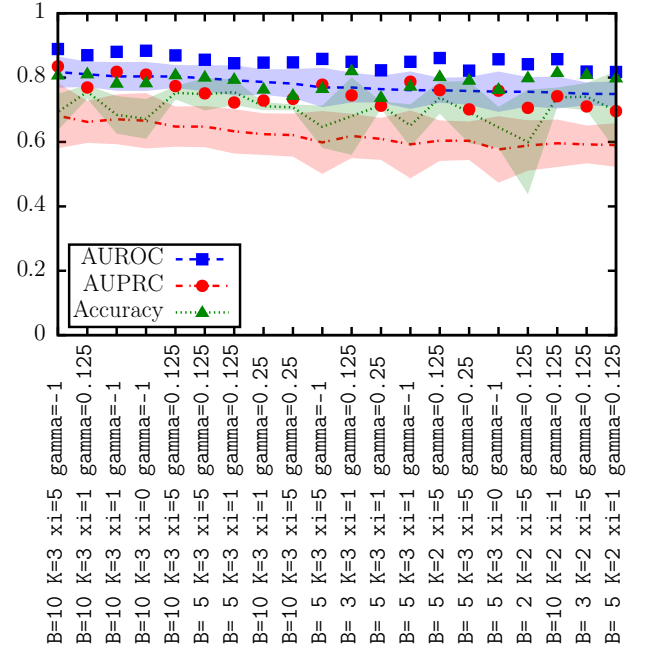 1
0.8
0.6
0.4
0.2
0
AUROC
AUPRC
Accuracy
B=10 K=3 xi=5 gamma=-1
B=10 K=3 xi=1 gamma=0.125
B=10 K=3 xi=1 gamma=-1
B=10 K=3 xi=0 gamma=-1
B=10 K=3 xi=5 gamma=0.125
B= 5 K=3 xi=5 gamma=0.125
B= 5 K=3 xi=1 gamma=0.125
B=10 K=3 xi=1 gamma=0.25
B=10 K=3 xi=5 gamma=0.25
B= 5 K=3 xi=5 gamma=-1
B= 3 K=3 xi=1 gamma=0.125
B= 5 K=3 xi=1 gamma=0.25
B= 5 K=3 xi=1 gamma=-1
B= 5 K=2 xi=5 gamma=0.125
B= 5 K=3 xi=5 gamma=0.25
B= 5 K=3 xi=0 gamma=-1
B= 2 K=2 xi=5 gamma=0.125
B=10 K=2 xi=1 gamma=0.125
B= 3 K=2 xi=5 gamma=0.125
B= 5 K=2 xi=1 gamma=0.125